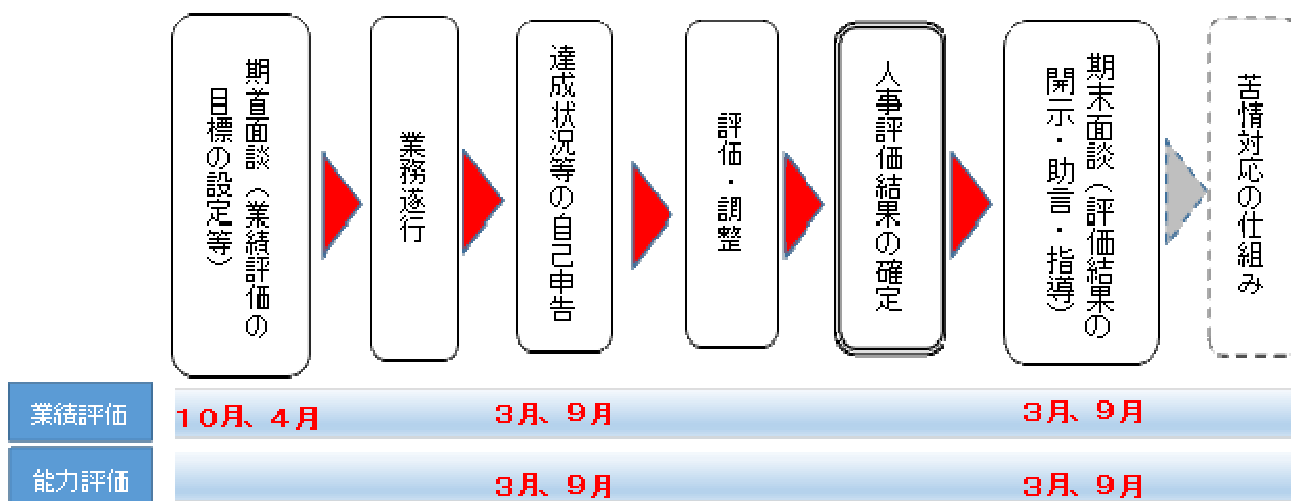 期首面談（業績評価の
目標の設定等）
業務遂行
達成状況等の自己申告
評価・調整
人事評価結果の確定
期末面談（評価結果の
開示・助言・指導）
苦情対応の仕組み
業績評価
10月、4月
3月、9月
3月、9月
能力評価
3月、9月
3月、9月